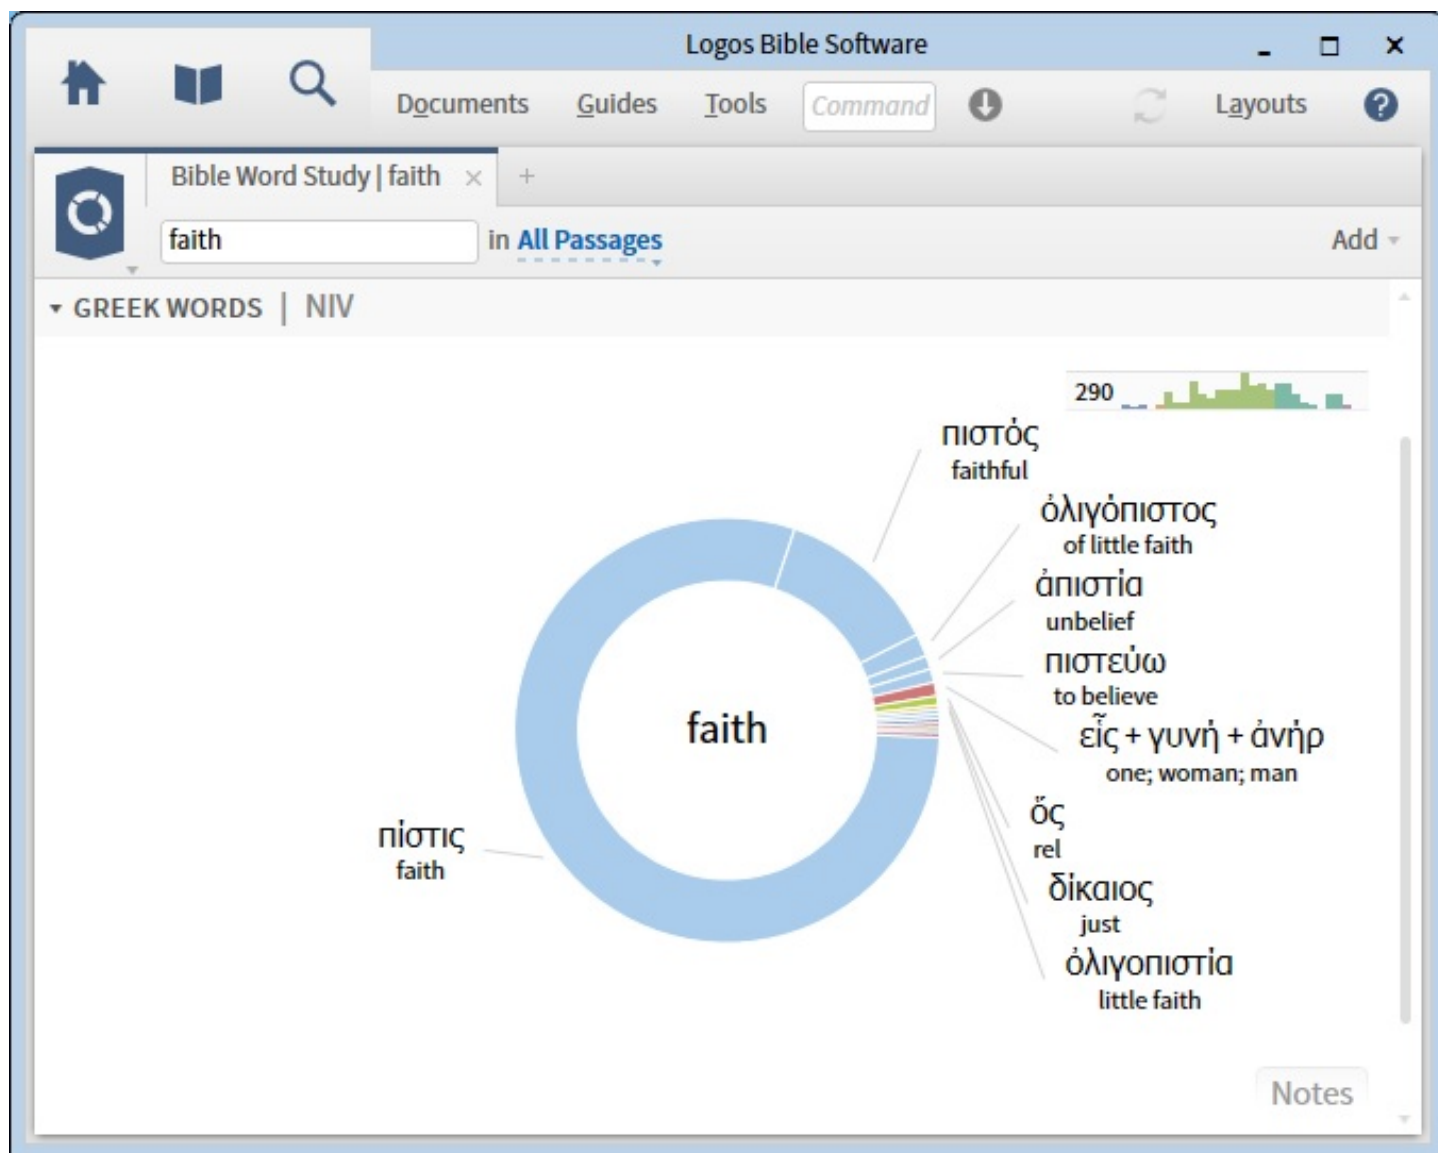 Logos Bible Software
Documents Guides Tools Command Layouts ?
Bible Word Study | faith × +
faith in All Passages Add
GREEK WORDS | NIV
290
πιστός
faithful
ὀλιγόπιστος
of little faith
ἀπιστία
unbelief
πιστεύω
to believe
εἷς + γυνή + ἀνήρ
one; woman; man
ὅς
rel
δίκαιος
just
ὀλιγοπιστία
little faith
faith
πίστις
faith
Notes